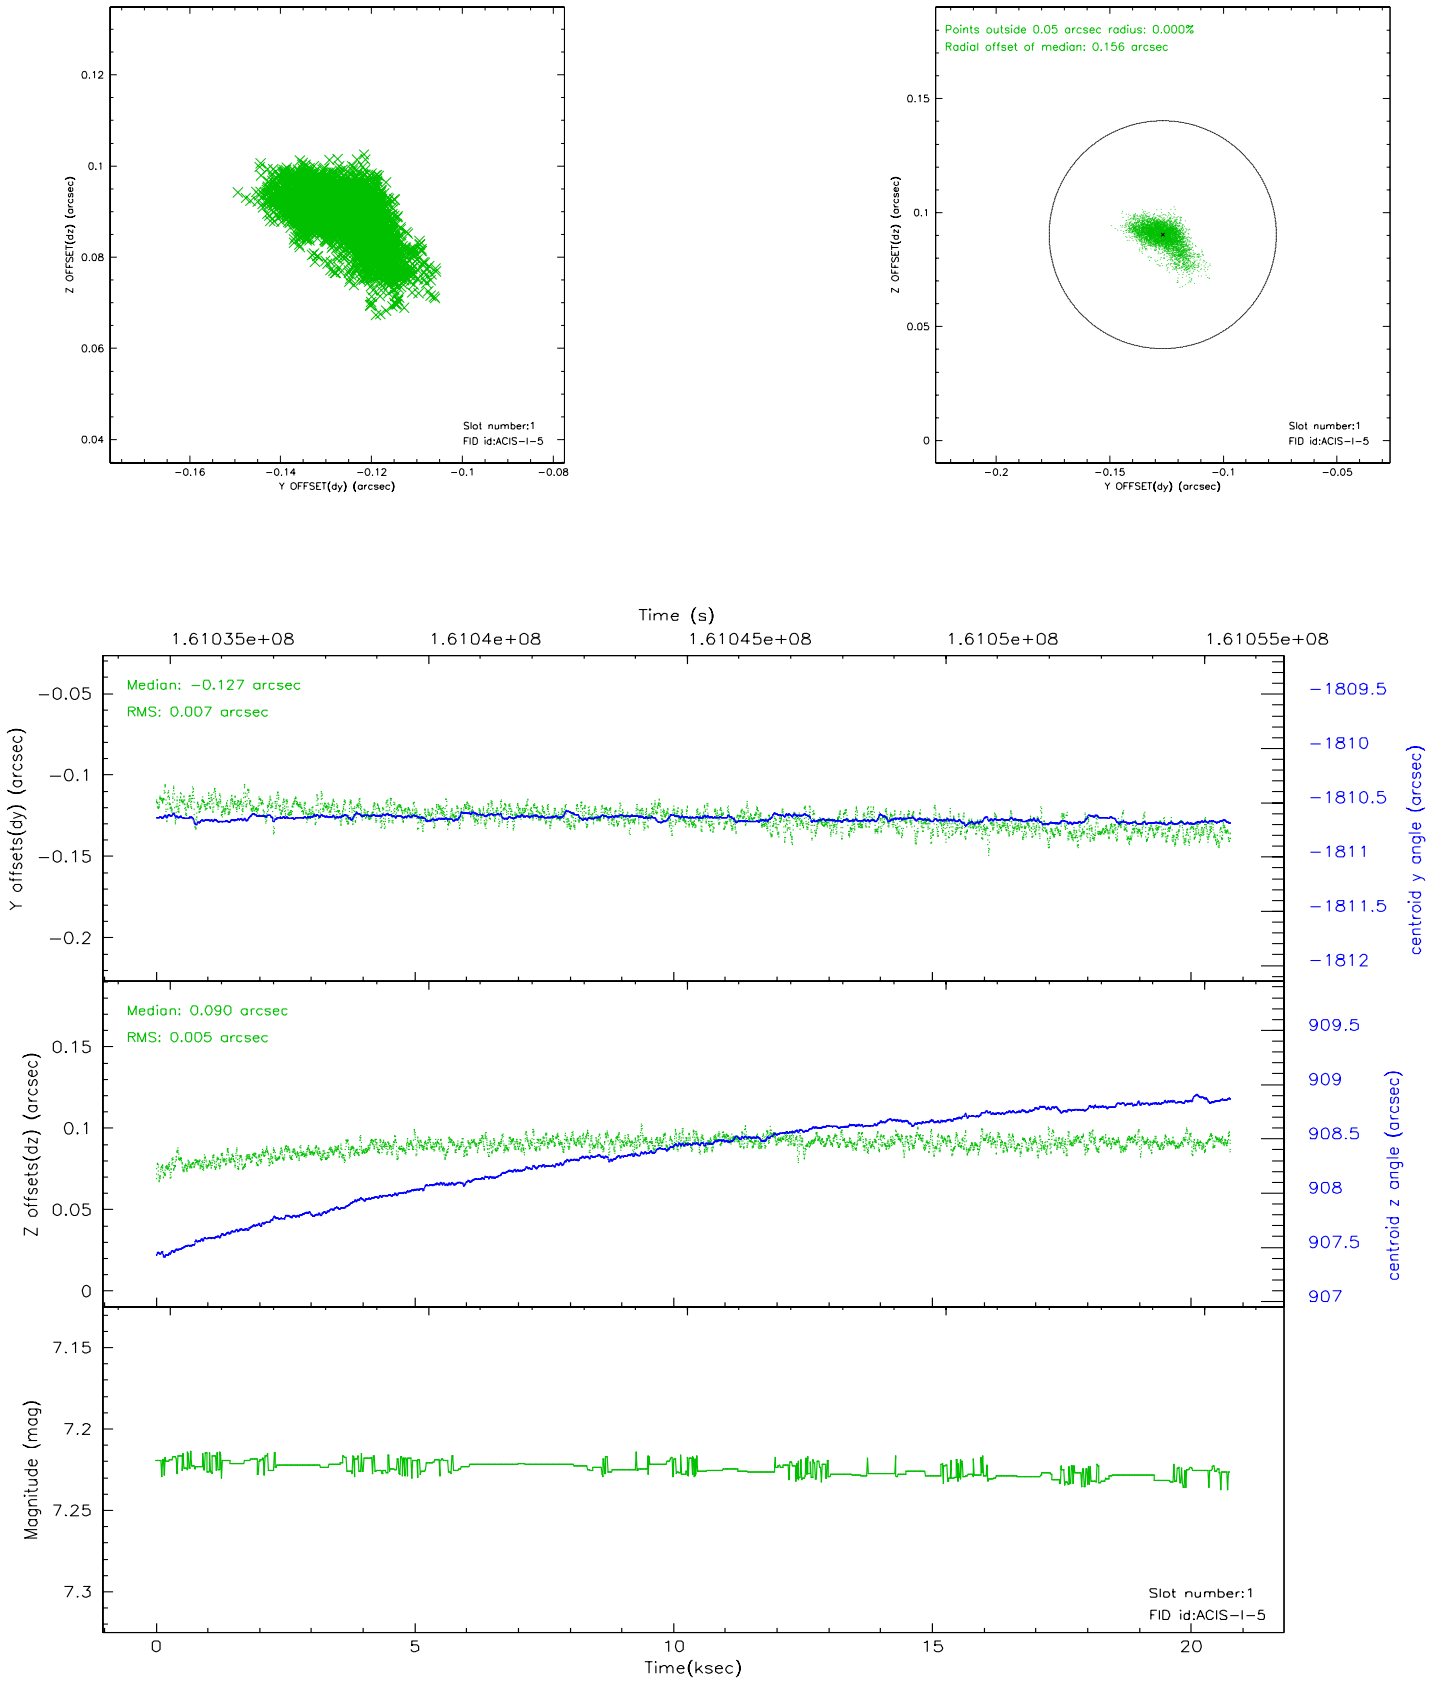 0.12
0.1
0.08
0.06
0.04
Z OFFSET(dz) (arcsec)
Slot number:1
FID id:ACIS-I-5
-0.16 -0.14 -0.12 -0.1 -0.08
Y OFFSET(dy) (arcsec)
Points outside 0.05 arcsec radius: 0.000%
Radial offset of median: 0.156 arcsec
0.15
0.1
0.05
0
Z OFFSET(dz) (arcsec)
Slot number:1
FID id:ACIS-I-5
-0.2 -0.15 -0.1 -0.05
Y OFFSET(dy) (arcsec)
Time (s)
1.61035e+08 1.6104e+08 1.61045e+08 1.6105e+08 1.61055e+08
Median: -0.127 arcsec
RMS: 0.007 arcsec
-0.05
-0.1
-0.15
-0.2
Y offsets(dy) (arcsec)
-1809.5
-1810
-1810.5
-1811
-1811.5
-1812
centroid y angle (arcsec)
Median: 0.090 arcsec
RMS: 0.005 arcsec
0.15
0.1
0.05
0
Z offsets(dz) (arcsec)
909.5
909
908.5
908
907.5
907
centroid z angle (arcsec)
7.15
7.2
7.25
7.3
Magnitude (mag)
Slot number:1
FID id:ACIS-I-5
0 5 10 15 20
Time(ksec)